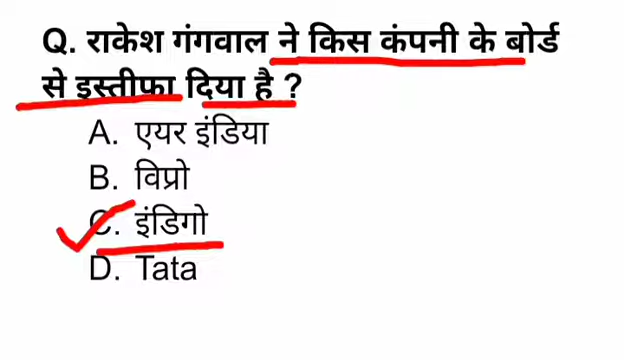 Q. राकेश गंगवाल ने किस कंपनी के बोर्ड
से इस्तीफा दिया है ?
A. एयर इंडिया
B. विप्रो
C. इंडिगो
D. Tata